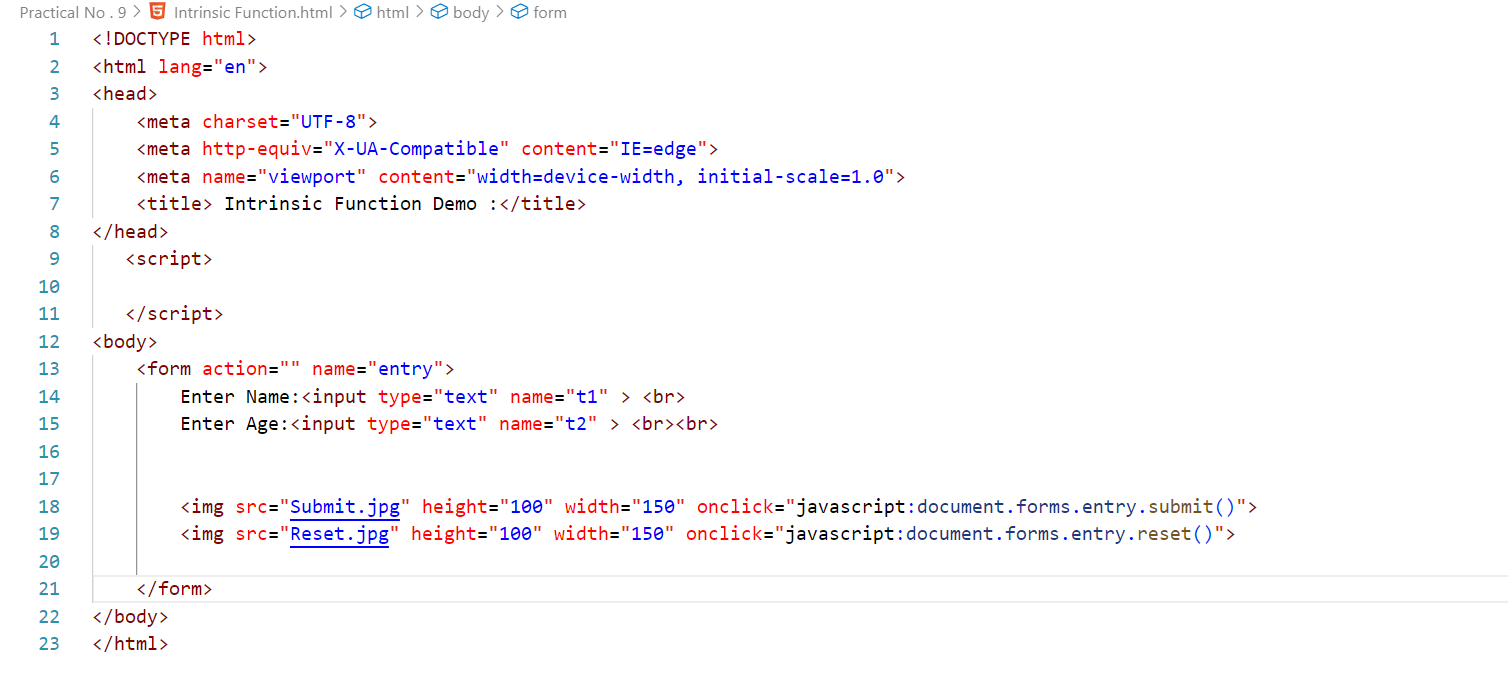 Practical No . 9 > Intrinsic Function.html > html > body > form
1 <!DOCTYPE html>
2 <html lang="en">
3 <head>
4     <meta charset="UTF-8">
5     <meta http-equiv="X-UA-Compatible" content="IE=edge">
6     <meta name="viewport" content="width=device-width, initial-scale=1.0">
7     <title> Intrinsic Function Demo :</title>
8 </head>
9    <script>
10
11    </script>
12 <body>
13     <form action="" name="entry">
14         Enter Name:<input type="text" name="t1" > <br>
15         Enter Age:<input type="text" name="t2" > <br><br>
16
17
18         <img src="Submit.jpg" height="100" width="150" onclick="javascript:document.forms.entry.submit()">
19         <img src="Reset.jpg" height="100" width="150" onclick="javascript:document.forms.entry.reset()">
20
21     </form>
22 </body>
23 </html>